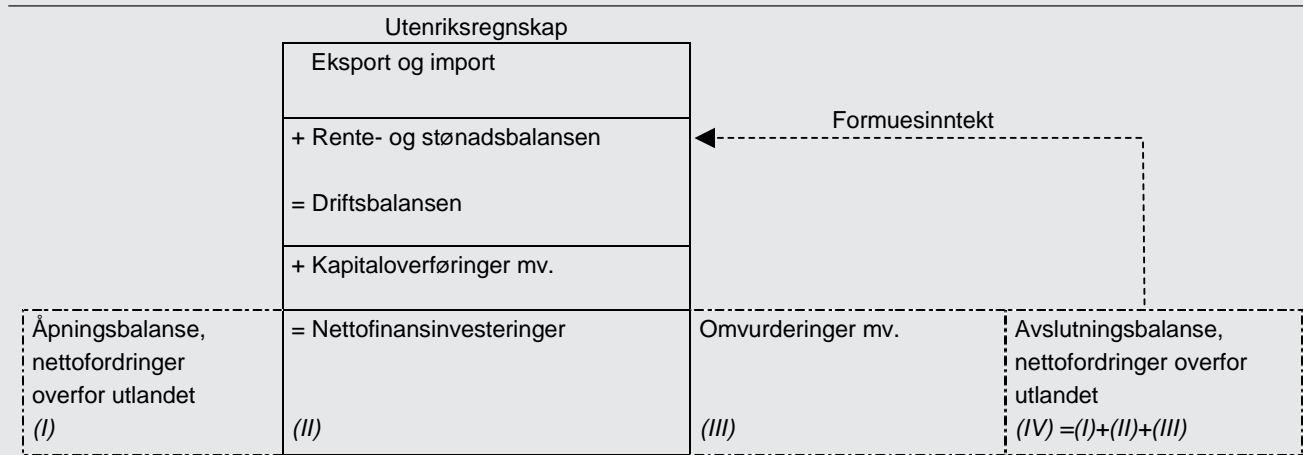 Utenriksregnskap
Eksport og import
+ Rente- og stønadsbalansen
Formuesinntekt
= Driftsbalansen
+ Kapitaloverføringer mv.
Åpningsbalanse,
nettofordringer
overfor utlandet
(I)
= Nettofinansinvesteringer
(II)
Omvurderinger mv.
(III)
Avslutningsbalanse,
nettofordringer overfor
utlandet
(IV) =(I)+(II)+(III)